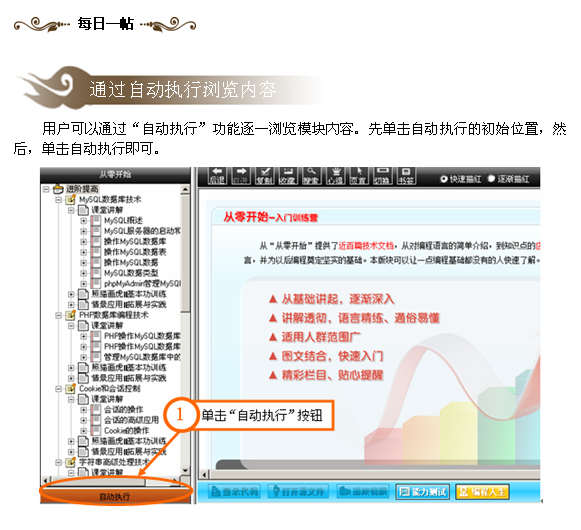 每日一帖
通过自动执行浏览内容
用户可以通过“自动执行”功能逐一浏览模块内容。先单击自动执行的初始位置，然
后，单击自动执行即可。
从零开始
后退 前进 复制 收藏 搜索 心得 首页 切换 书签 快速描红 逐渐描红
进阶提高
MySQL数据库技术
课堂讲解
MySQL概述
MySQL服务器的启动和
操作MySQL数据库
操作MySQL数据表
操作MySQL数据
MySQL数据类型
phpMyAdmin管理MySQL
照猫画虎--基本功训练
情景应用--拓展与实践
PHP数据库编程技术
课堂讲解
PHP操作MySQL数据库
PHP操作MySQL数据库
管理MySQL数据库中的
照猫画虎--基本功训练
情景应用--拓展与实践
Cookie和会话控制
课堂讲解
会话的操作
会话的高级应用
Cookie的操作
照猫画虎--基本功训练
情景应用--拓展与实践
字符串高级处理技术
课堂讲解
自动执行
从零开始—入门训练营
从“从零开始”提供了近百篇技术文档，从对编程语言的简单介绍，到知识点的
言，并为以后编程奠定坚实的基础。本版块可以让一点编程基础都没有的人快速了解。
▲ 从基础讲起，逐渐深入
▲ 讲解透彻，语言精练、通俗易懂
▲ 适用人群范围广
▲ 图文结合，快速入门
▲ 精彩栏目、贴心提醒
1 单击“自动执行”按钮
显示代码 打开源文件 能力测试 编程人生